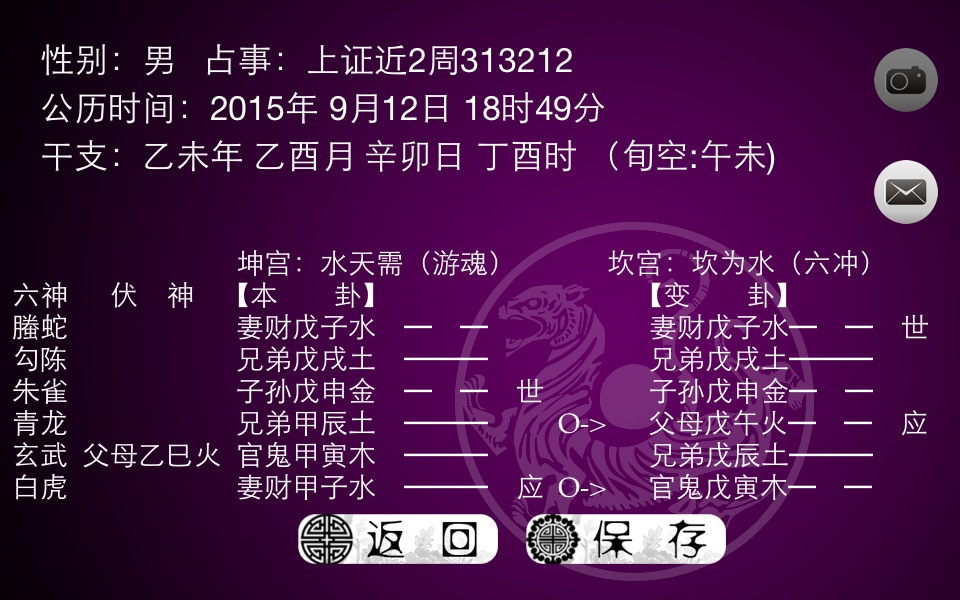 性别：男 占事：上证近2周313212
公历时间：2015年 9月12日 18时49分
干支：乙未年 乙酉月 辛卯日 丁酉时 （旬空:午未)
坤宫：水天需（游魂） 坎宫：坎为水（六冲）
六神 伏 神 【本 卦】 【变 卦】
螣蛇 妻财戊子水 妻财戊子水 世
勾陈 兄弟戊戌土 兄弟戊戌土
朱雀 子孙戊申金 世 子孙戊申金
青龙 兄弟甲辰土 O-> 父母戊午火 应
玄武 父母乙巳火 官鬼甲寅木 兄弟戊辰土
白虎 妻财甲子水 应 O-> 官鬼戊寅木
返 回 保 存